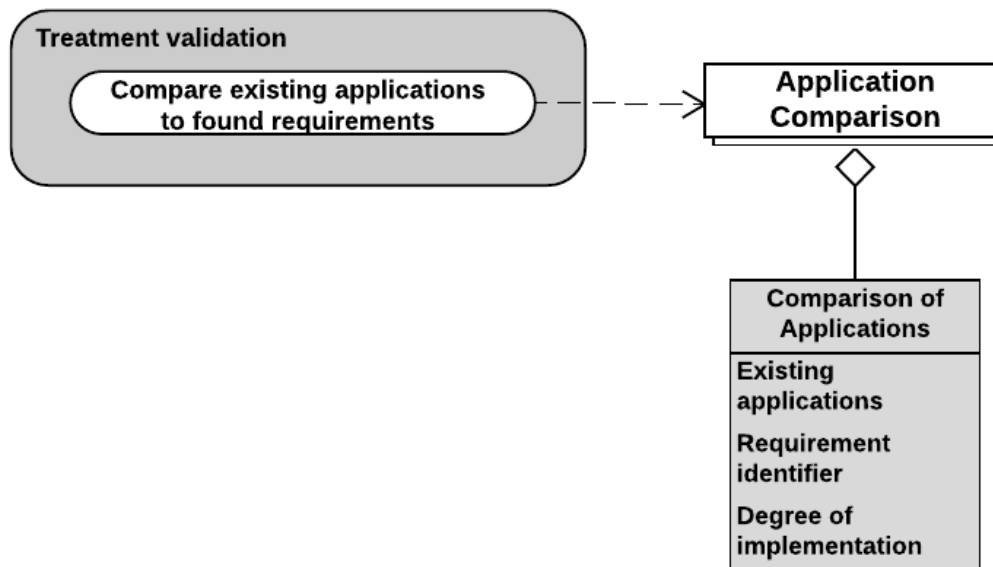 Treatment validation
Compare existing applications
to found requirements
Application
Comparison
Comparison of
Applications
Existing
applications
Requirement
identifier
Degree of
implementation